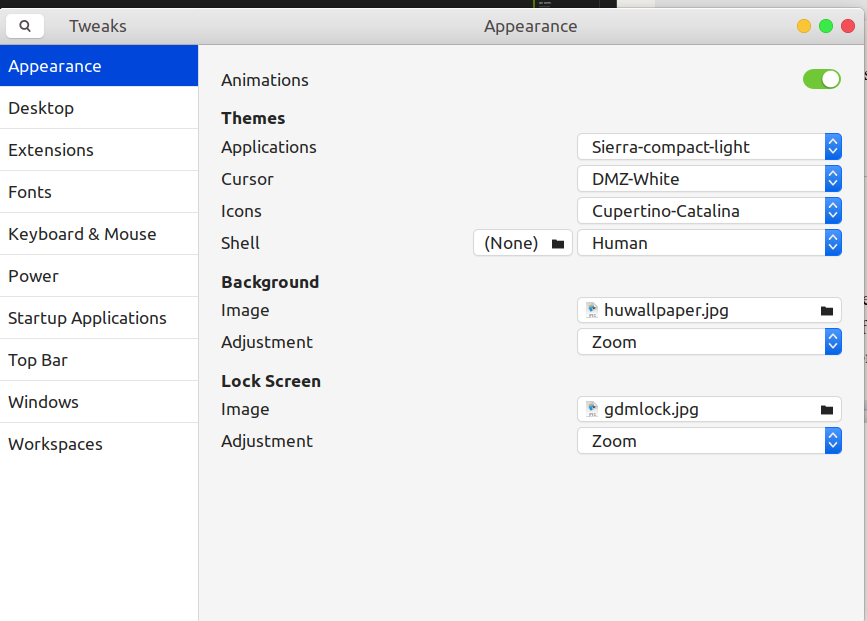 Tweaks Appearance
Appearance
Desktop
Extensions
Fonts
Keyboard & Mouse
Power
Startup Applications
Top Bar
Windows
Workspaces
Animations
Themes
Applications Sierra-compact-light
Cursor DMZ-White
Icons Cupertino-Catalina
Shell (None) Human
Background
Image huwallpaper.jpg
Adjustment Zoom
Lock Screen
Image gdmlock.jpg
Adjustment Zoom